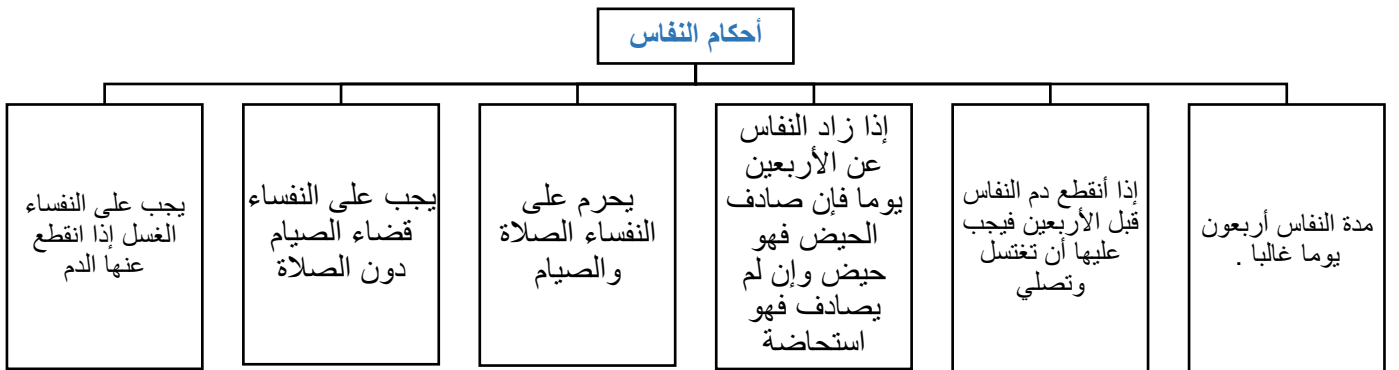 أحكام النفاس
مدة النفاس أربعون
يوما غالبا .
إذا أنقطع دم النفاس
قبل الأربعين فيجب
عليها أن تغتسل
وتصلي
إذا زاد النفاس
عن الأربعين
يوما فإن صادف
الحيض فهو
حيض وإن لم
يصادف فهو
استحاضة
يحرم على
النفساء الصلاة
والصيام
يجب على النفساء
قضاء الصيام
دون الصلاة
يجب على النفساء
الغسل إذا انقطع
عنها الدم